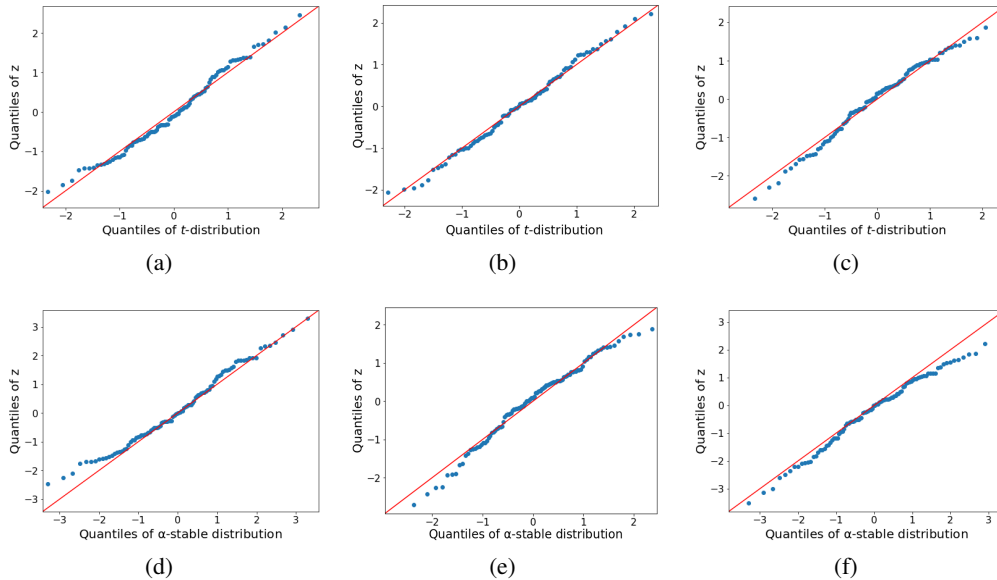 2
1
0
−1
−2
Quantiles of z
−2 −1 0 1 2
Quantiles of t-distribution
(a)
2
1
0
−1
−2
Quantiles of z
−2 −1 0 1 2
Quantiles of t-distribution
(b)
2
1
0
−1
−2
Quantiles of z
−2 −1 0 1 2
Quantiles of t-distribution
(c)
3
2
1
0
−1
−2
−3
Quantiles of z
−3 −2 −1 0 1 2 3
Quantiles of α-stable distribution
(d)
2
1
0
−1
−2
Quantiles of z
−2 −1 0 1 2
Quantiles of α-stable distribution
(e)
3
2
1
0
−1
−2
−3
Quantiles of z
−3 −2 −1 0 1 2 3
Quantiles of α-stable distribution
(f)